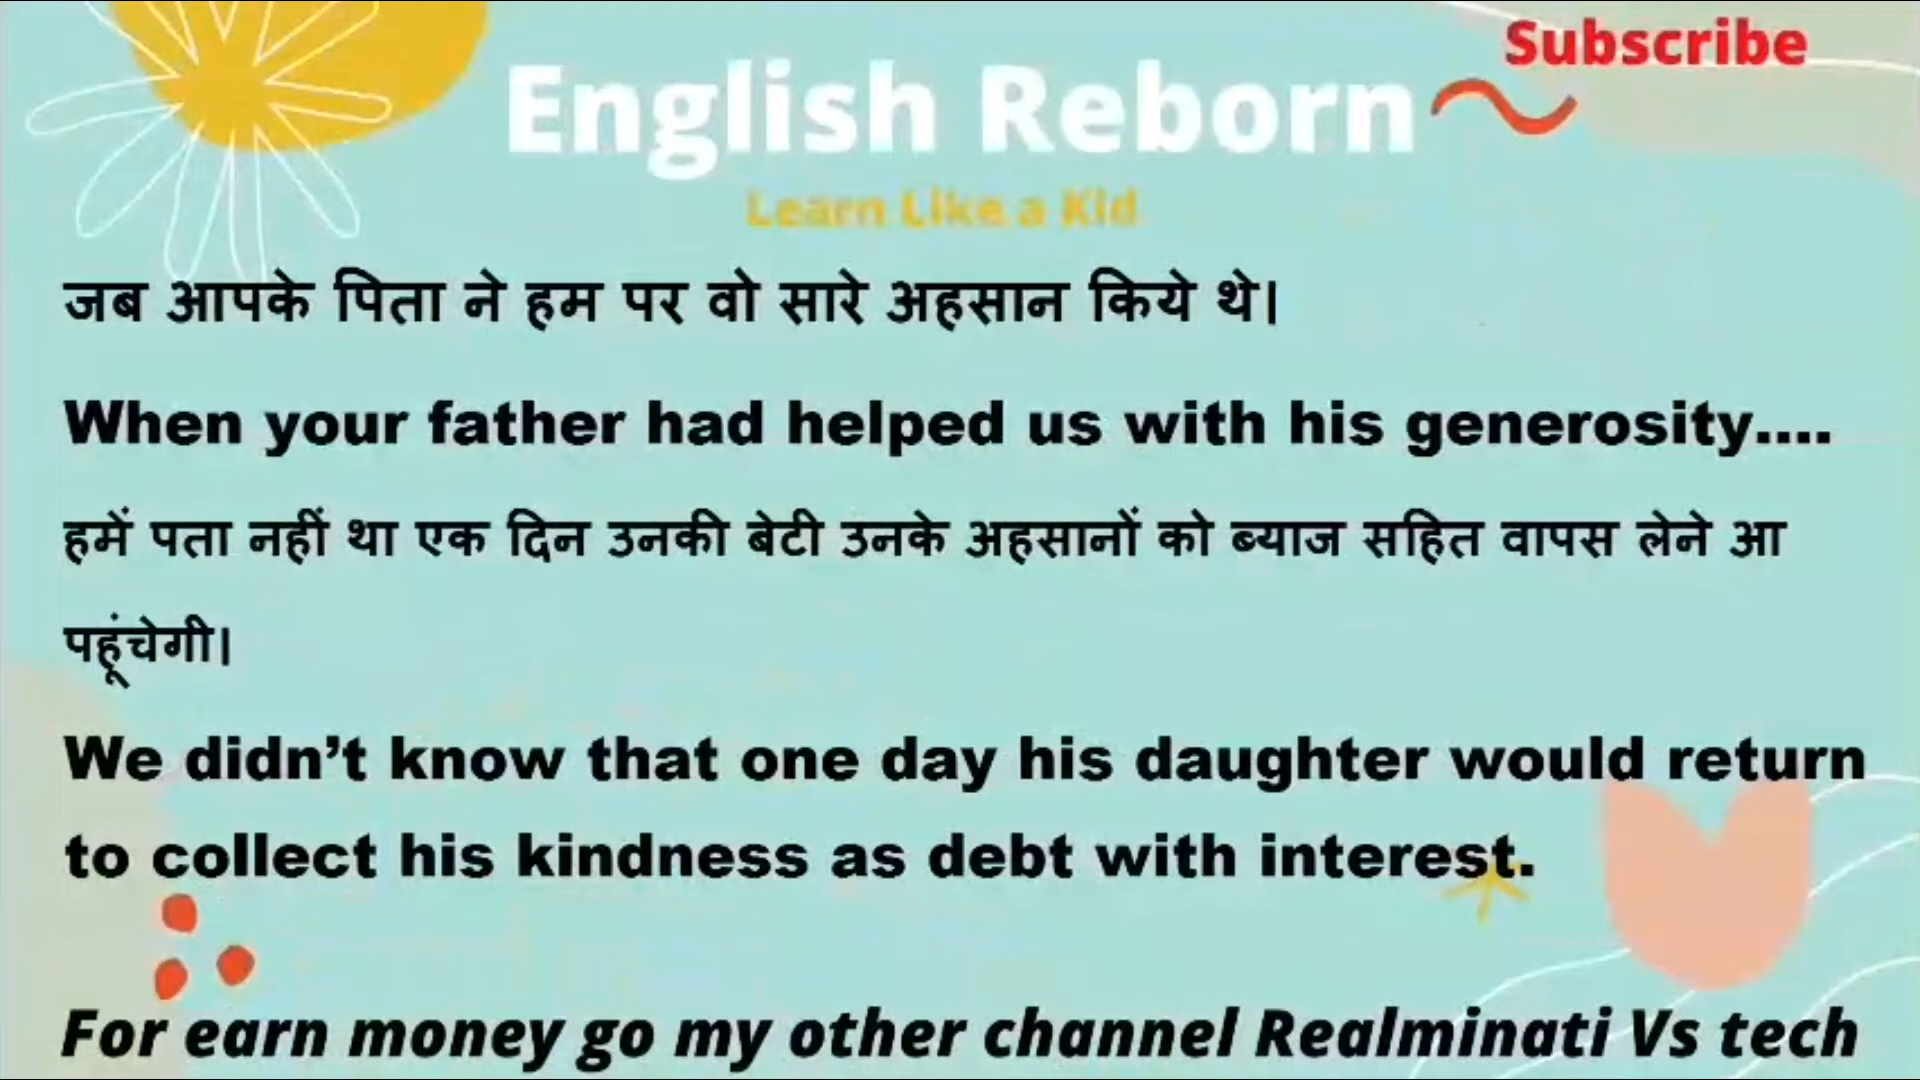 Subscribe
English Reborn
Learn Like a Kid
जब आपके पिता ने हम पर वो सारे अहसान किये थे।
When your father had helped us with his generosity....
हमें पता नहीं था एक दिन उनकी बेटी उनके अहसानों को ब्याज सहित वापस लेने आ
पहूंचेगी।
We didn’t know that one day his daughter would return
to collect his kindness as debt with interest.
For earn money go my other channel Realminati Vs tech